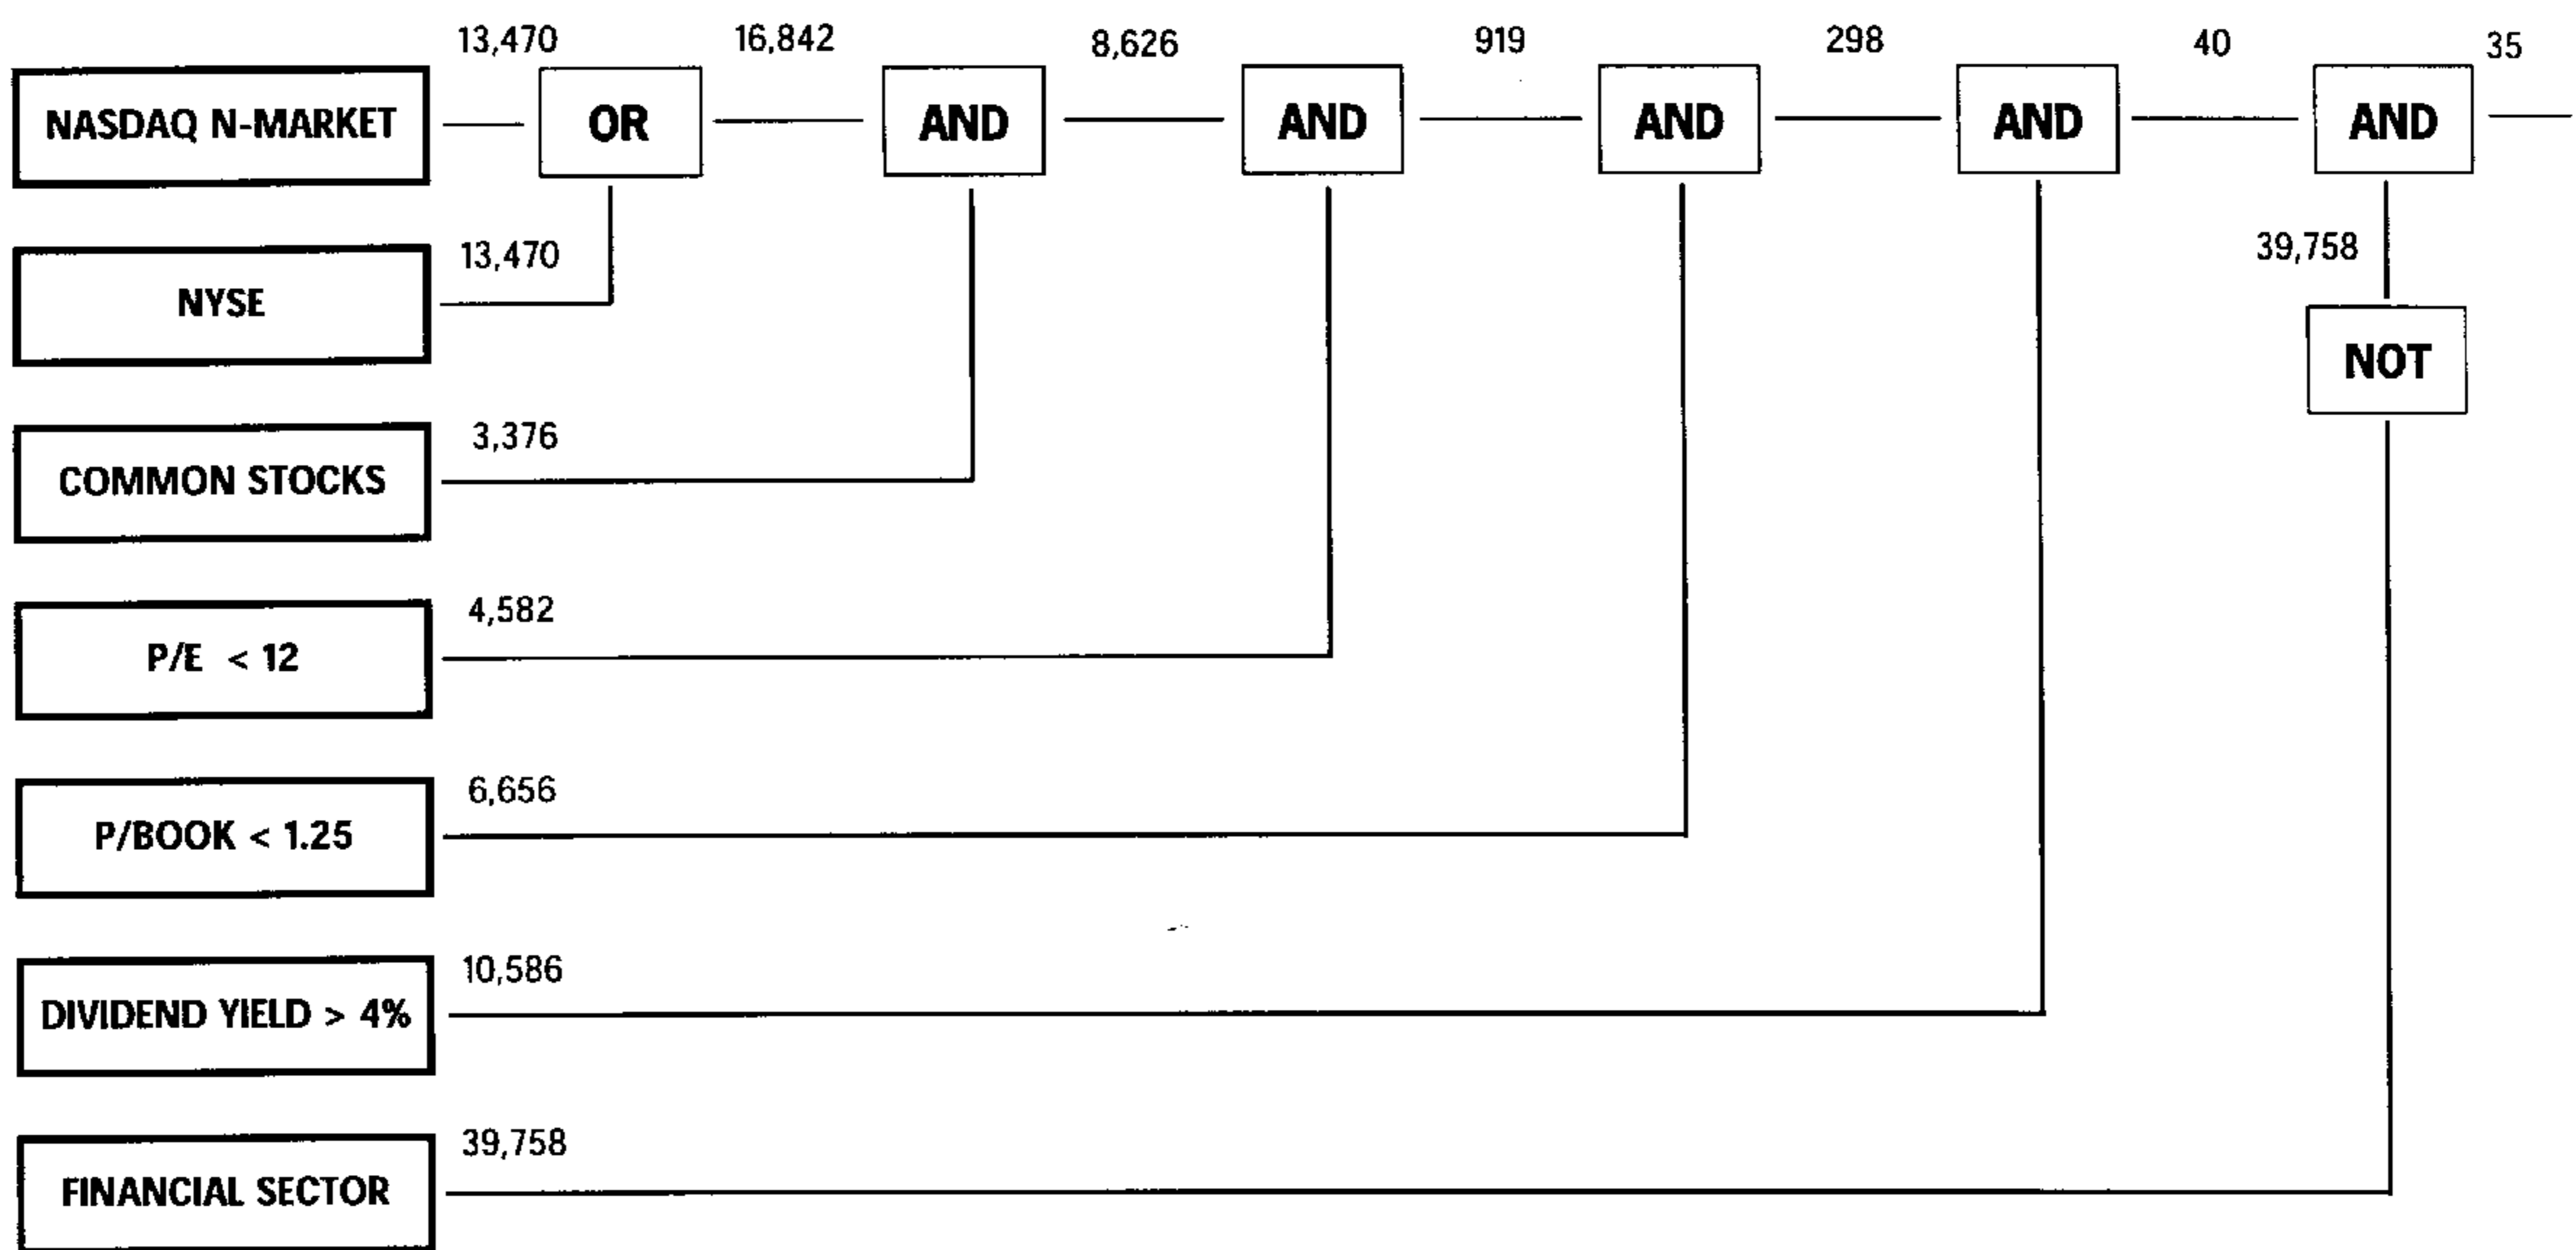 13,470 16,842 8,626 919 298 40 35
NASDAQ N-MARKET OR AND AND AND AND AND
13,470 39,758
NYSE
NOT
3,376
COMMON STOCKS
4,582
P/E < 12
6,656
P/BOOK < 1.25
10,586
DIVIDEND YIELD > 4%
39,758
FINANCIAL SECTOR